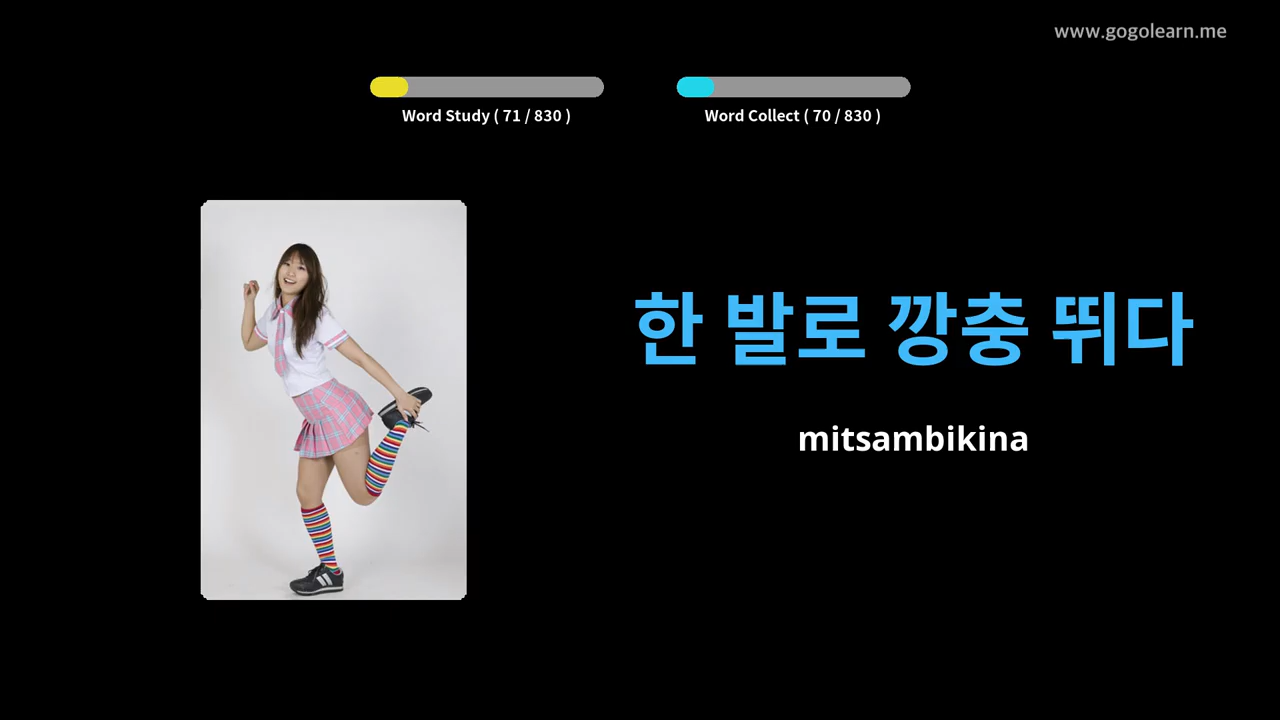 www.gogolearn.me
Word Study ( 71 / 830 )
Word Collect ( 70 / 830 )
한 발로 깡충 뛰다
mitsambikina